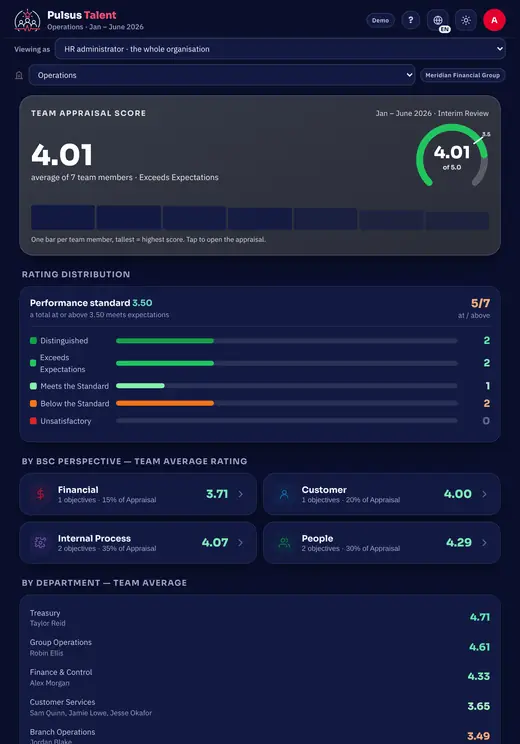 Pulsus Talent
Operations · Jan – June 2026
Demo
?
EN
A
Viewing as
HR administrator · the whole organisation
Operations
Meridian Financial Group
TEAM APPRAISAL SCORE
Jan – June 2026 · Interim Review
4.01
average of 7 team members · Exceeds Expectations
3.5
4.01
of 5.0
One bar per team member, tallest = highest score. Tap to open the appraisal.
RATING DISTRIBUTION
Performance standard 3.50
a total at or above 3.50 meets expectations
5/7
at / above
Distinguished
2
Exceeds Expectations
2
Meets the Standard
1
Below the Standard
2
Unsatisfactory
0
BY BSC PERSPECTIVE — TEAM AVERAGE RATING
Financial
1 objectives · 15% of Appraisal
3.71
Customer
1 objectives · 20% of Appraisal
4.00
Internal Process
2 objectives · 35% of Appraisal
4.07
People
2 objectives · 30% of Appraisal
4.29
BY DEPARTMENT — TEAM AVERAGE
Treasury
Taylor Reid
4.71
Group Operations
Robin Ellis
4.61
Finance & Control
Alex Morgan
4.33
Customer Services
Sam Quinn, Jamie Lowe, Jesse Okafor
3.65
Branch Operations
Jordan Blake
3.49